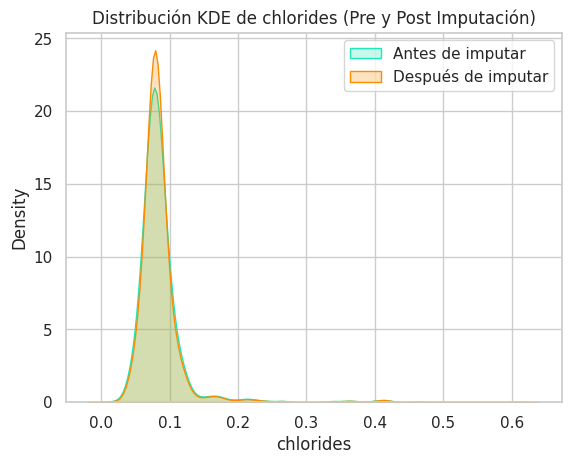 Distribución KDE de chlorides (Pre y Post Imputación)
Antes de imputar
Después de imputar
25
20
15
10
5
0
Density
0.0 0.1 0.2 0.3 0.4 0.5 0.6
chlorides